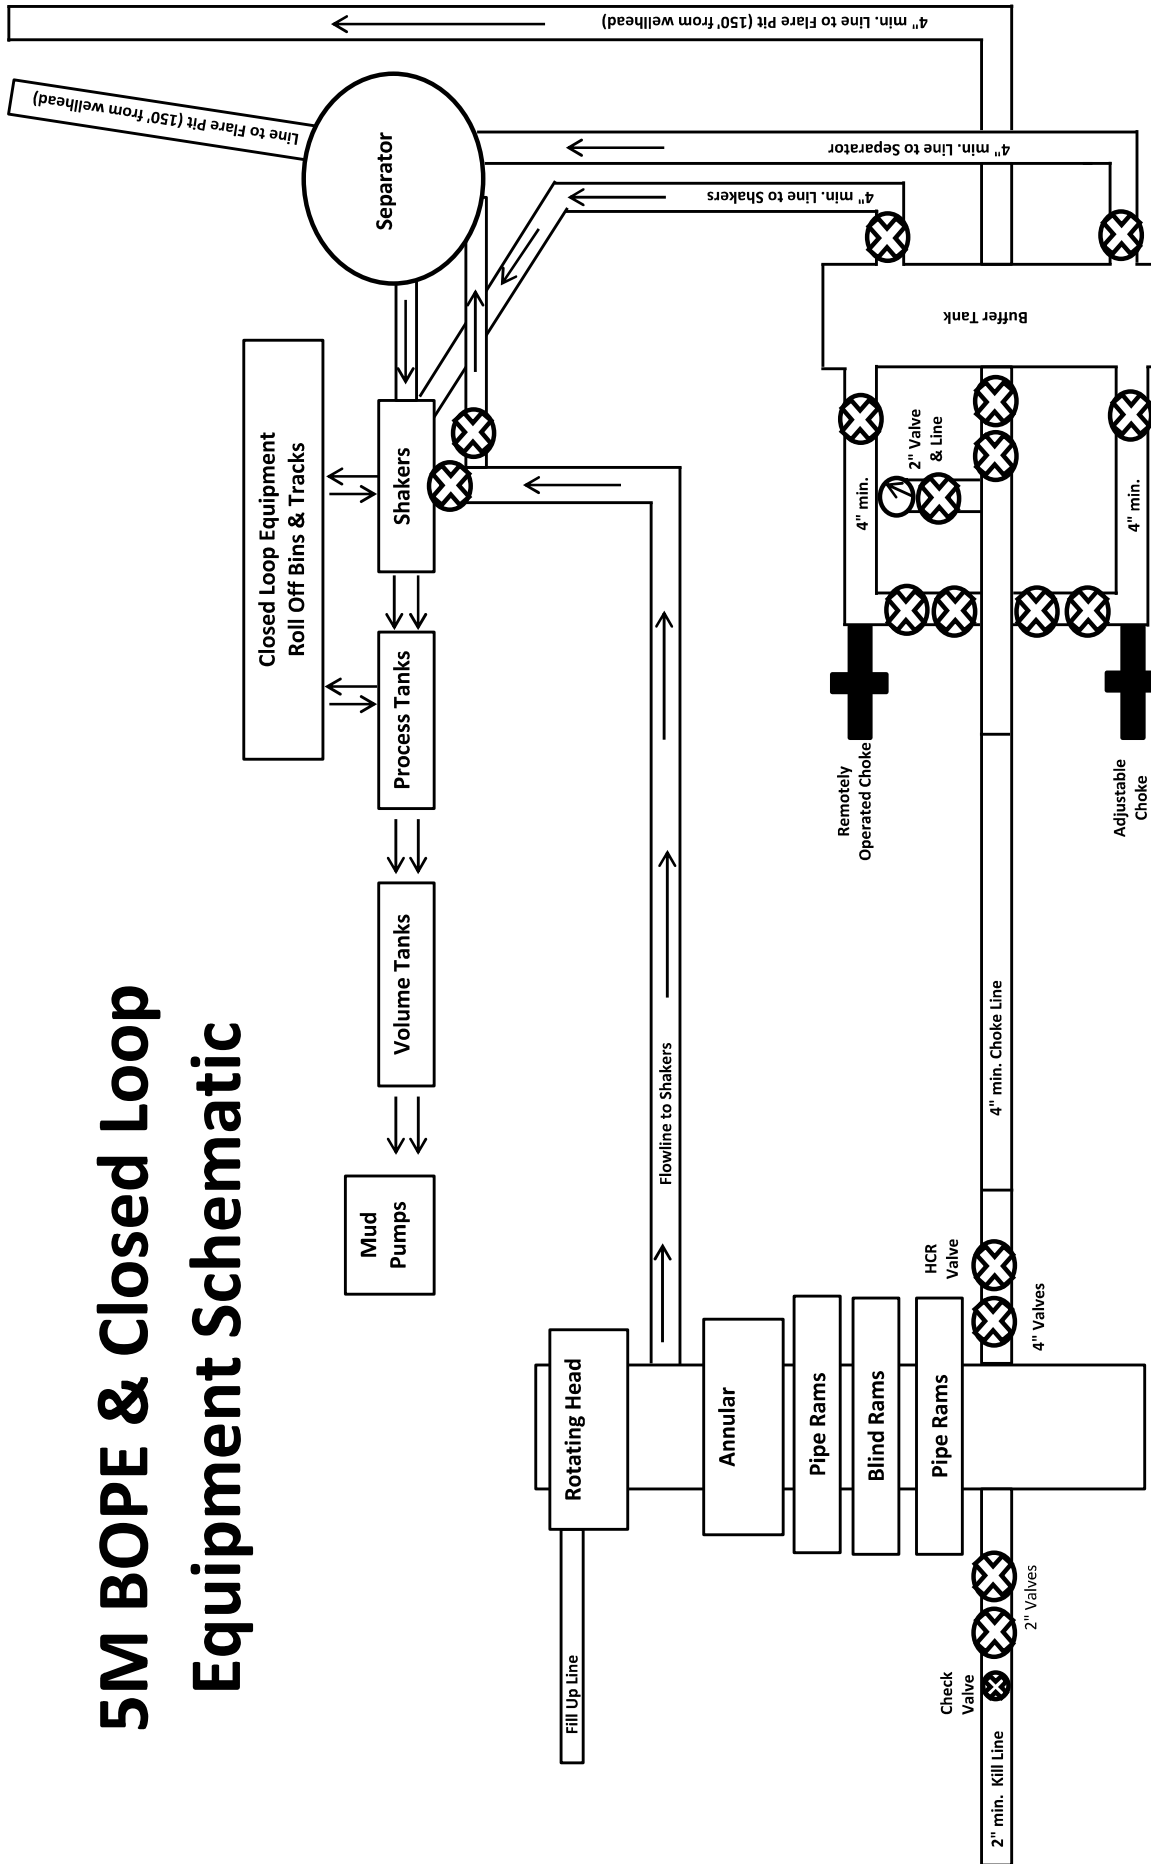 5M BOPE & Closed Loop
Equipment Schematic
Mud
Pumps
Volume Tanks
Process Tanks
Shakers
Closed Loop Equipment
Roll Off Bins & Tracks
Separator
Line to Flare Pit (150' from wellhead)
4" min. Line to Flare Pit (150' from wellhead)
4" min. Line to Separator
4" min. Line to Shakers
Fill Up Line
Rotating Head
Flowline to Shakers
Annular
Pipe Rams
Blind Rams
Pipe Rams
Remotely
Operated Choke
4" min.
2" Valve
& Line
Buffer Tank
Check
Valve
HCR
Valve
2" min. Kill Line
4" min. Choke Line
2" Valves
4" Valves
Adjustable
Choke
4" min.